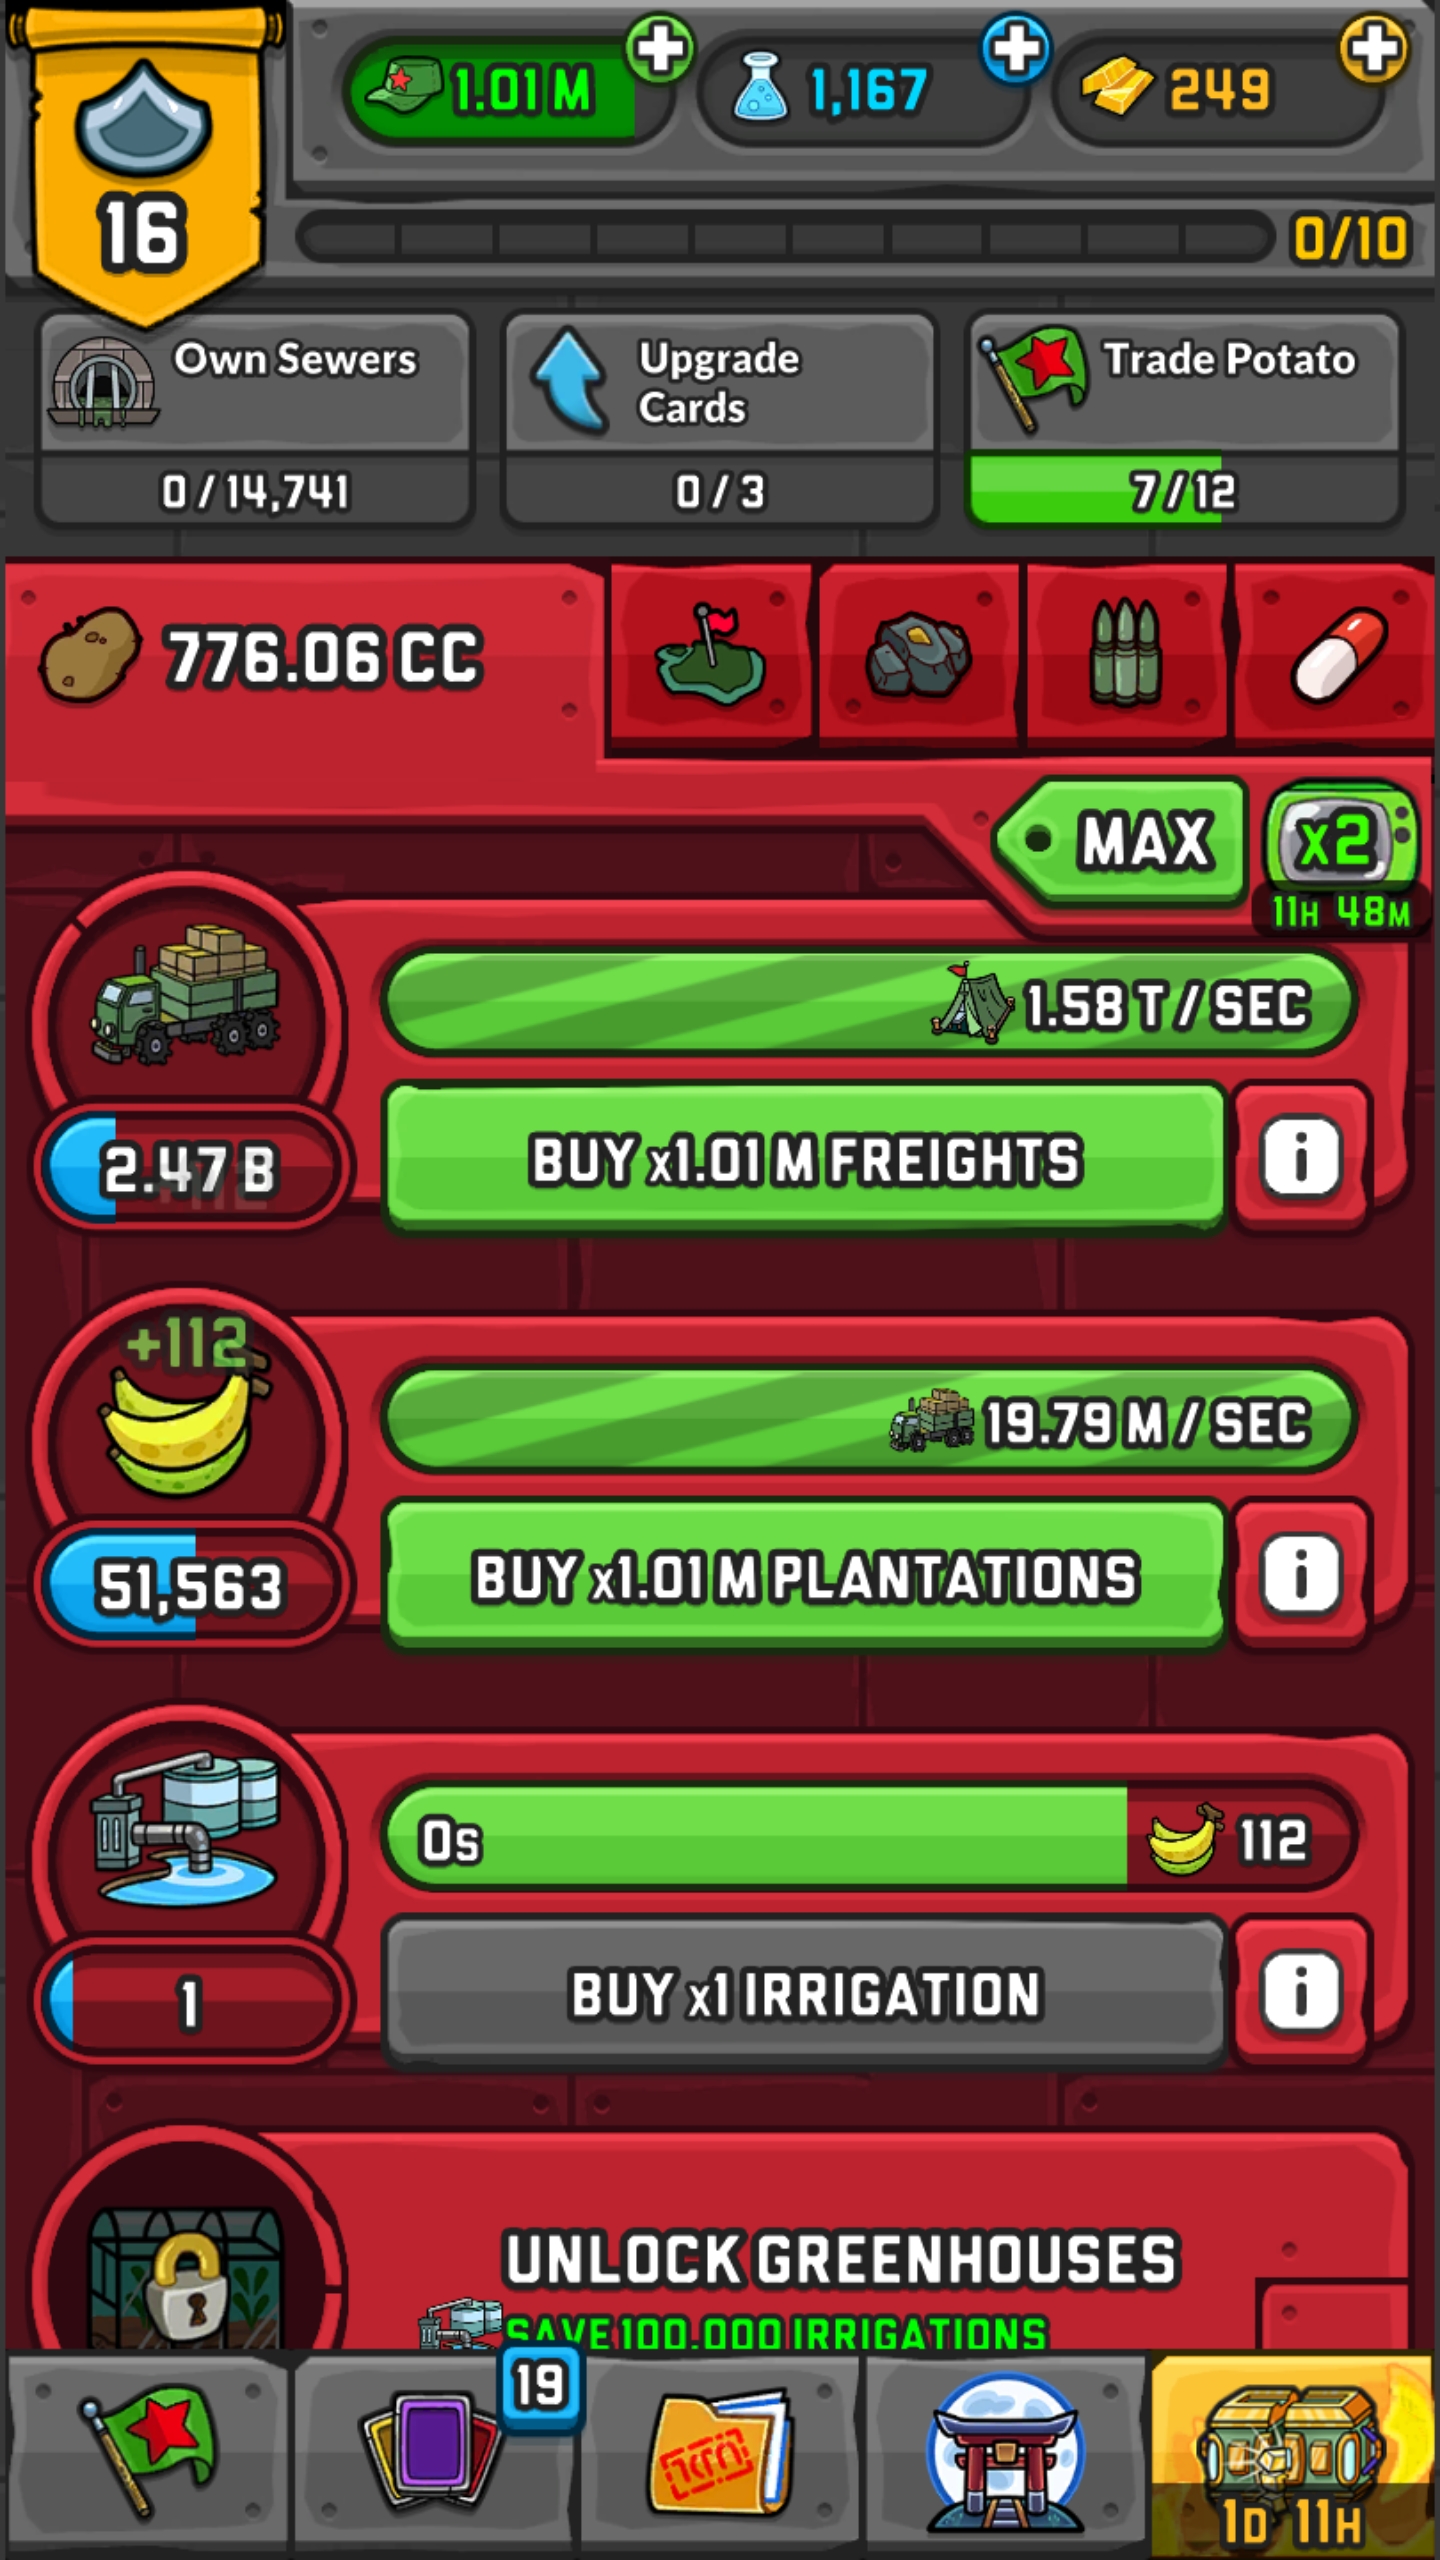 1.01 M
1,167
249
16
0/10
Own Sewers
Upgrade
Cards
Trade Potato
0 / 14,741
0 / 3
7 / 12
776.06 CC
MAX
x2
11H 48M
1.58 T / SEC
2.47 B
BUY x1.01 M FREIGHTS
+112
19.79 M / SEC
51,563
BUY x1.01 M PLANTATIONS
0s
112
1
BUY x1 IRRIGATION
UNLOCK GREENHOUSES
SAVE 100,000 IRRIGATIONS
19
1D 11H